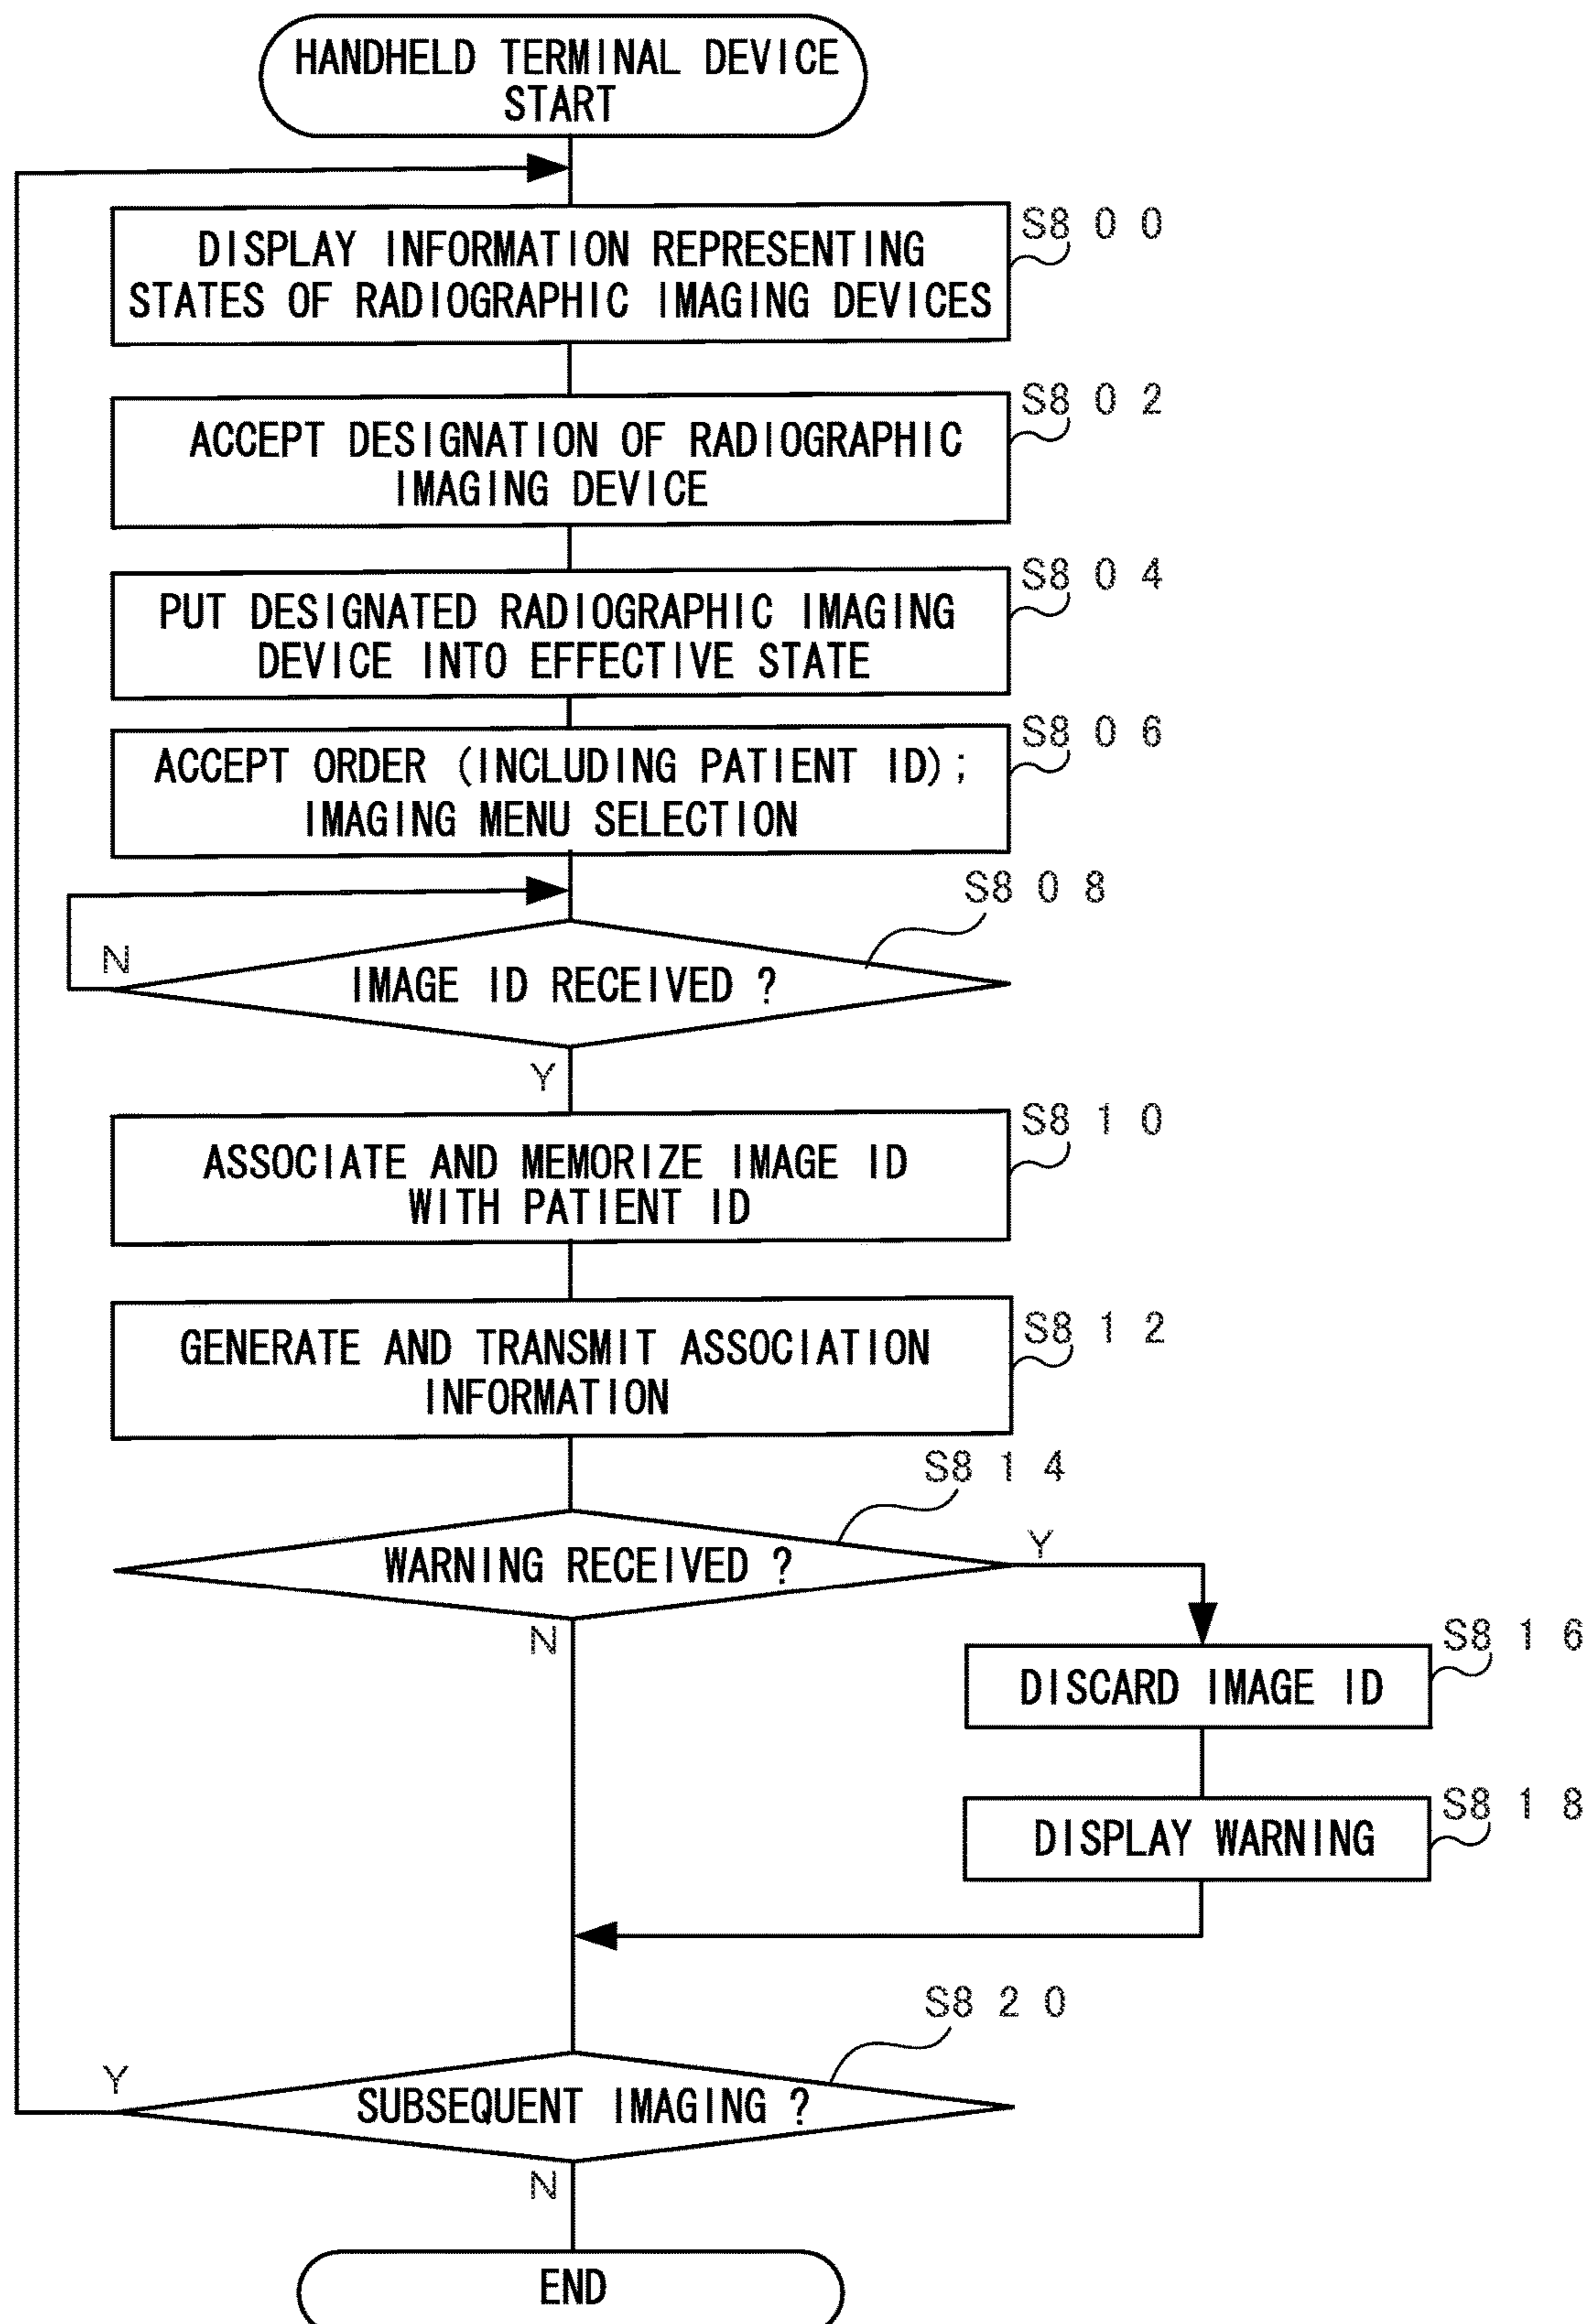 HANDHELD TERMINAL DEVICE
START
S800
DISPLAY INFORMATION REPRESENTING
STATES OF RADIOGRAPHIC IMAGING DEVICES
S802
ACCEPT DESIGNATION OF RADIOGRAPHIC
IMAGING DEVICE
S804
PUT DESIGNATED RADIOGRAPHIC IMAGING
DEVICE INTO EFFECTIVE STATE
S806
ACCEPT ORDER (INCLUDING PATIENT ID);
IMAGING MENU SELECTION
S808
N
IMAGE ID RECEIVED ?
Y
S810
ASSOCIATE AND MEMORIZE IMAGE ID
WITH PATIENT ID
S812
GENERATE AND TRANSMIT ASSOCIATION
INFORMATION
S814
WARNING RECEIVED ?
Y
N
S816
DISCARD IMAGE ID
S818
DISPLAY WARNING
S820
Y
SUBSEQUENT IMAGING ?
N
END